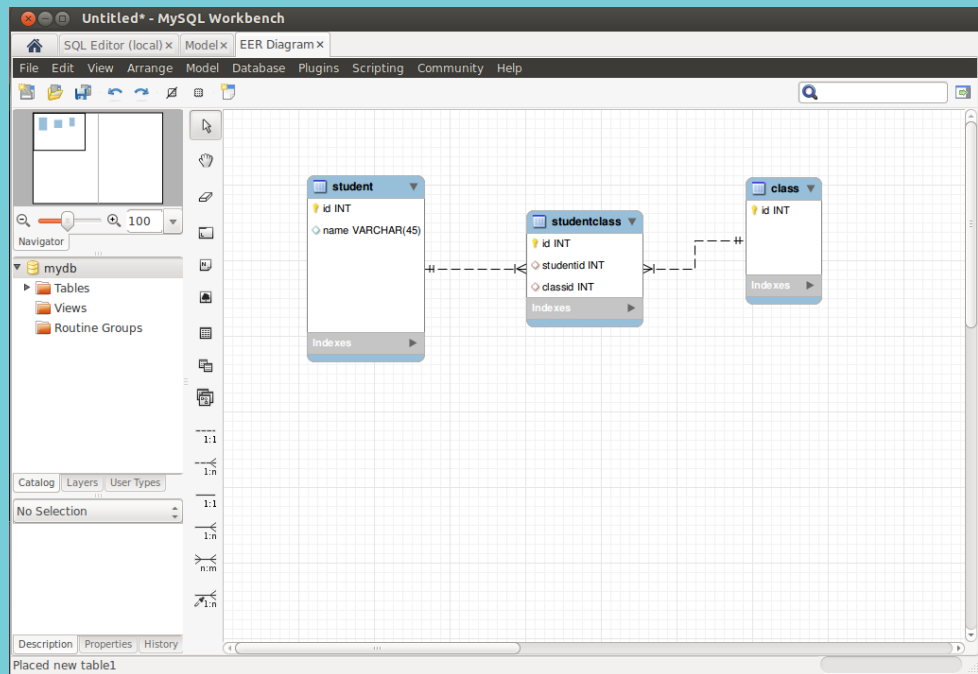 Untitled* - MySQL Workbench
SQL Editor (local) × Model × EER Diagram ×
File Edit View Arrange Model Database Plugins Scripting Community Help
100
Navigator
mydb
Tables
Views
Routine Groups
Catalog Layers User Types
No Selection
Description Properties History
Placed new table1
1:1
1:n
1:1
1:n
n:m
1:n
student
id INT
name VARCHAR(45)
Indexes
studentclass
id INT
studentid INT
classid INT
Indexes
class
id INT
Indexes